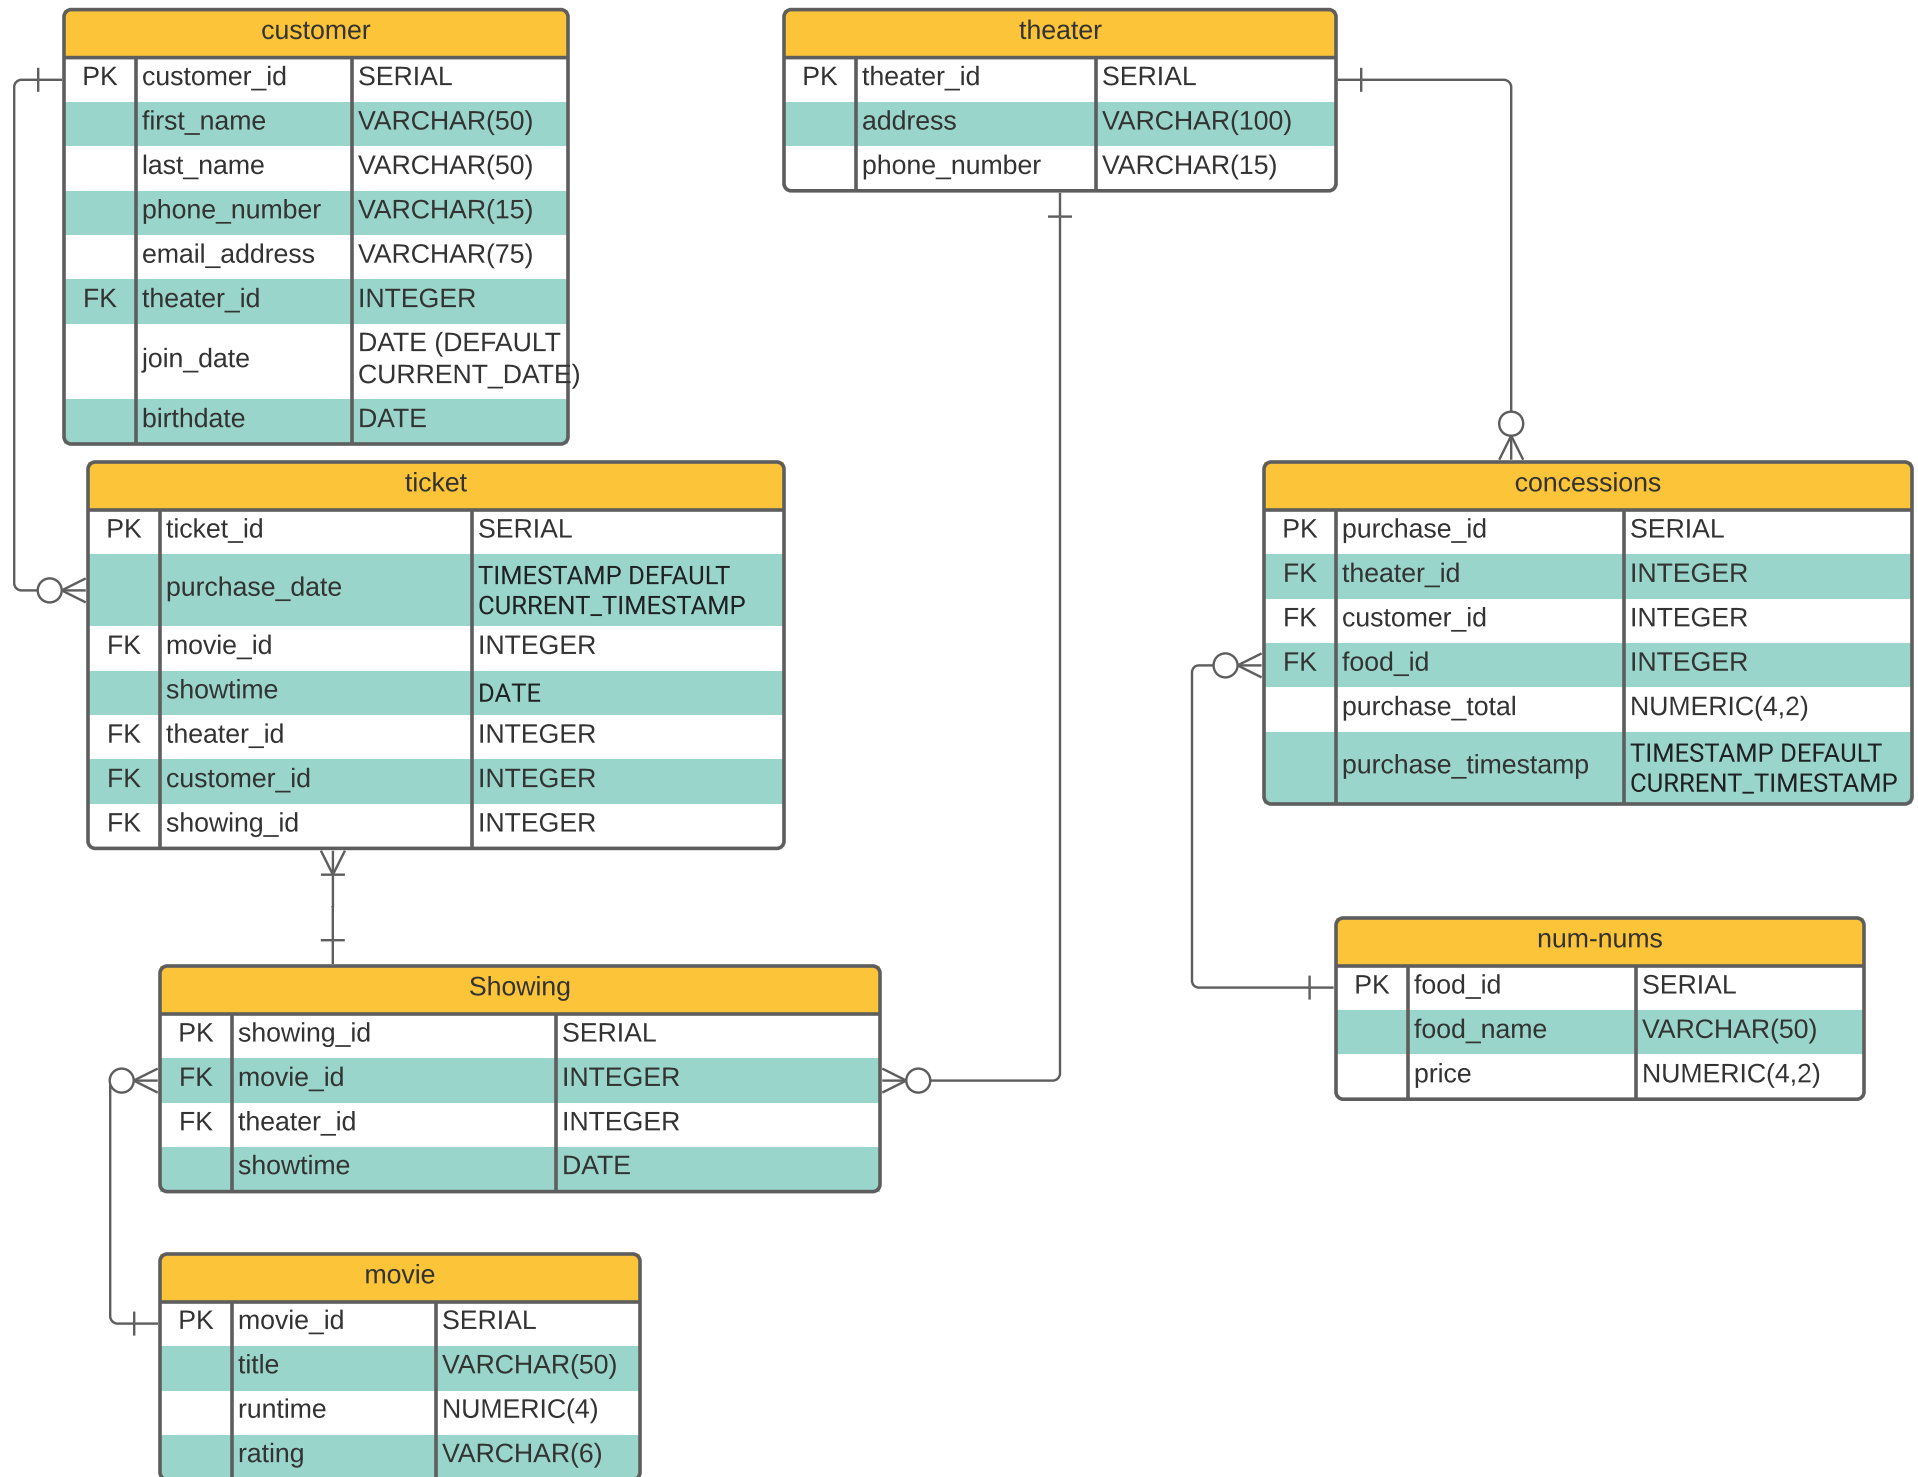 customer
PK customer_id SERIAL
first_name VARCHAR(50)
last_name VARCHAR(50)
phone_number VARCHAR(15)
email_address VARCHAR(75)
FK theater_id INTEGER
join_date DATE (DEFAULT
CURRENT_DATE)
birthdate DATE
theater
PK theater_id SERIAL
address VARCHAR(100)
phone_number VARCHAR(15)
ticket
PK ticket_id SERIAL
purchase_date TIMESTAMP DEFAULT
CURRENT_TIMESTAMP
FK movie_id INTEGER
showtime DATE
FK theater_id INTEGER
FK customer_id INTEGER
FK showing_id INTEGER
concessions
PK purchase_id SERIAL
FK theater_id INTEGER
FK customer_id INTEGER
FK food_id INTEGER
purchase_total NUMERIC(4,2)
purchase_timestamp TIMESTAMP DEFAULT
CURRENT_TIMESTAMP
num-nums
PK food_id SERIAL
food_name VARCHAR(50)
price NUMERIC(4,2)
Showing
PK showing_id SERIAL
FK movie_id INTEGER
FK theater_id INTEGER
showtime DATE
movie
PK movie_id SERIAL
title VARCHAR(50)
runtime NUMERIC(4)
rating VARCHAR(6)